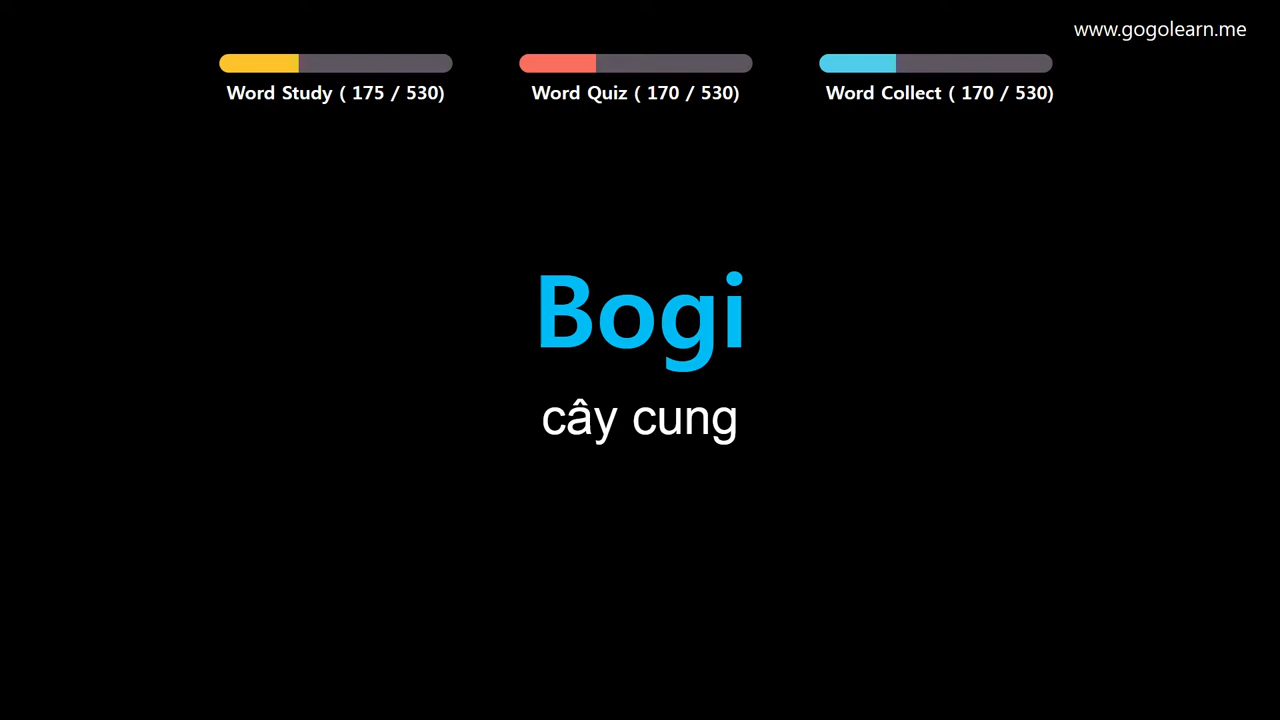 www.gogolearn.me
Word Study ( 175 / 530)
Word Quiz ( 170 / 530)
Word Collect ( 170 / 530)
Bogi
cây cung